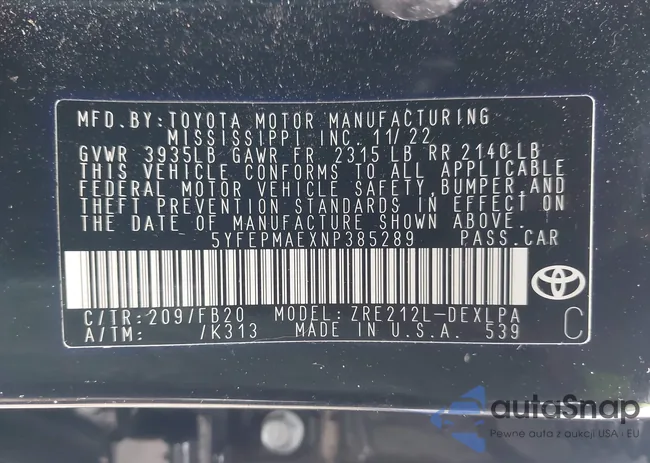 MFD. BY: TOYOTA MOTOR MANUFACTURING
MISSISSIPPI INC. 11/22
GVWR 3935LB GAWR FR 2315 LB RR 2140 LB
THIS VEHICLE CONFORMS TO ALL APPLICABLE
FEDERAL MOTOR VEHICLE SAFETY, BUMPER, AND
THEFT PREVENTION STANDARDS IN EFFECT ON
THE DATE OF MANUFACTURE SHOWN ABOVE.
5YFEPMAEXNP385289 PASS. CAR
C/TR: 209/FB20 MODEL: ZRE212L-DEXLPA C
A/TM: /K313 MADE IN U.S.A. 539
autoSnap
Pewne auta z aukcji USA i EU